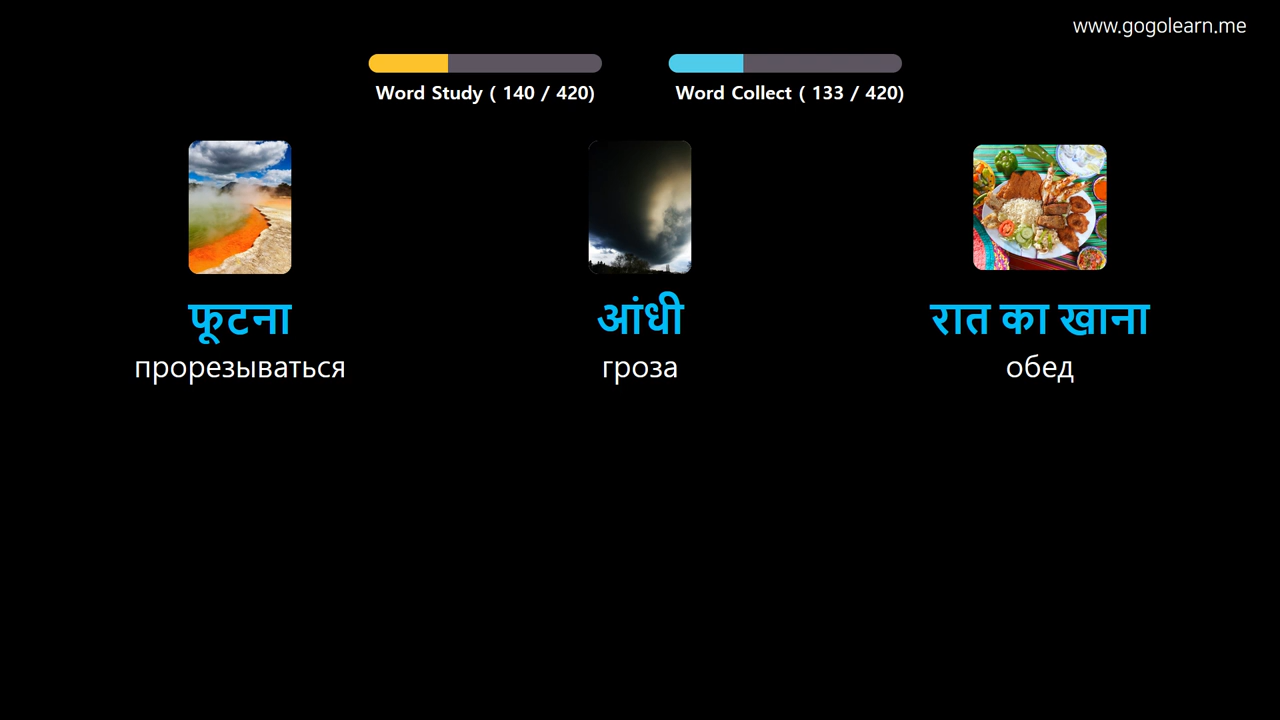 www.gogolearn.me
Word Study ( 140 / 420)
Word Collect ( 133 / 420)
फूटना
आंधी
रात का खाना
прорезываться
гроза
обед